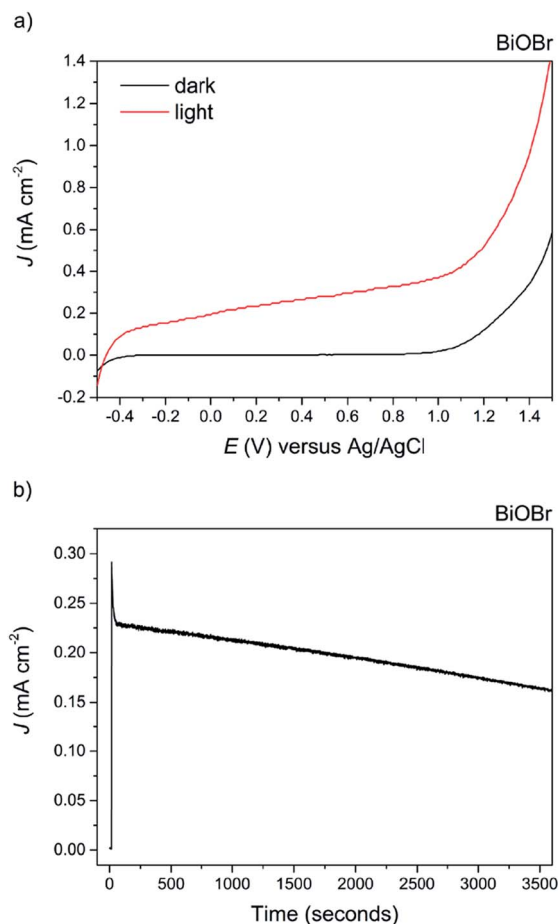 a)
BiOBr
dark
light
1.4
1.2
1.0
0.8
0.6
0.4
0.2
0.0
-0.2
J (mA cm⁻²)
-0.4 -0.2 0.0 0.2 0.4 0.6 0.8 1.0 1.2 1.4
E (V) versus Ag/AgCl
b)
BiOBr
0.30
0.25
0.20
0.15
0.10
0.05
0.00
J (mA cm⁻²)
0 500 1000 1500 2000 2500 3000 3500
Time (seconds)